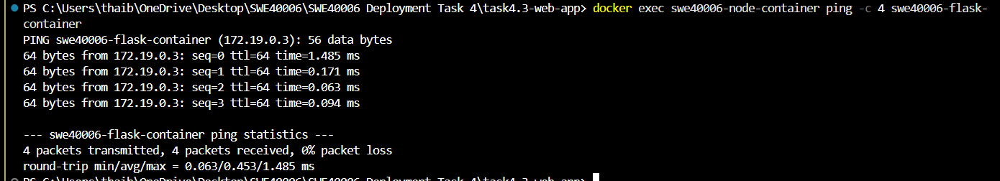 PS C:\Users\thaib\OneDrive\Desktop\SWE40006\SWE40006 Deployment Task 4\task4.3-web-app> docker exec swe40006-node-container ping -c 4 swe40006-flask-
container
PING swe40006-flask-container (172.19.0.3): 56 data bytes
64 bytes from 172.19.0.3: seq=0 ttl=64 time=1.485 ms
64 bytes from 172.19.0.3: seq=1 ttl=64 time=0.171 ms
64 bytes from 172.19.0.3: seq=2 ttl=64 time=0.063 ms
64 bytes from 172.19.0.3: seq=3 ttl=64 time=0.094 ms
--- swe40006-flask-container ping statistics ---
4 packets transmitted, 4 packets received, 0% packet loss
round-trip min/avg/max = 0.063/0.453/1.485 ms
PS C:\Users\thaib\OneDrive\Desktop\SWE40006\SWE40006 Deployment Task 4\task4.3-web-app>